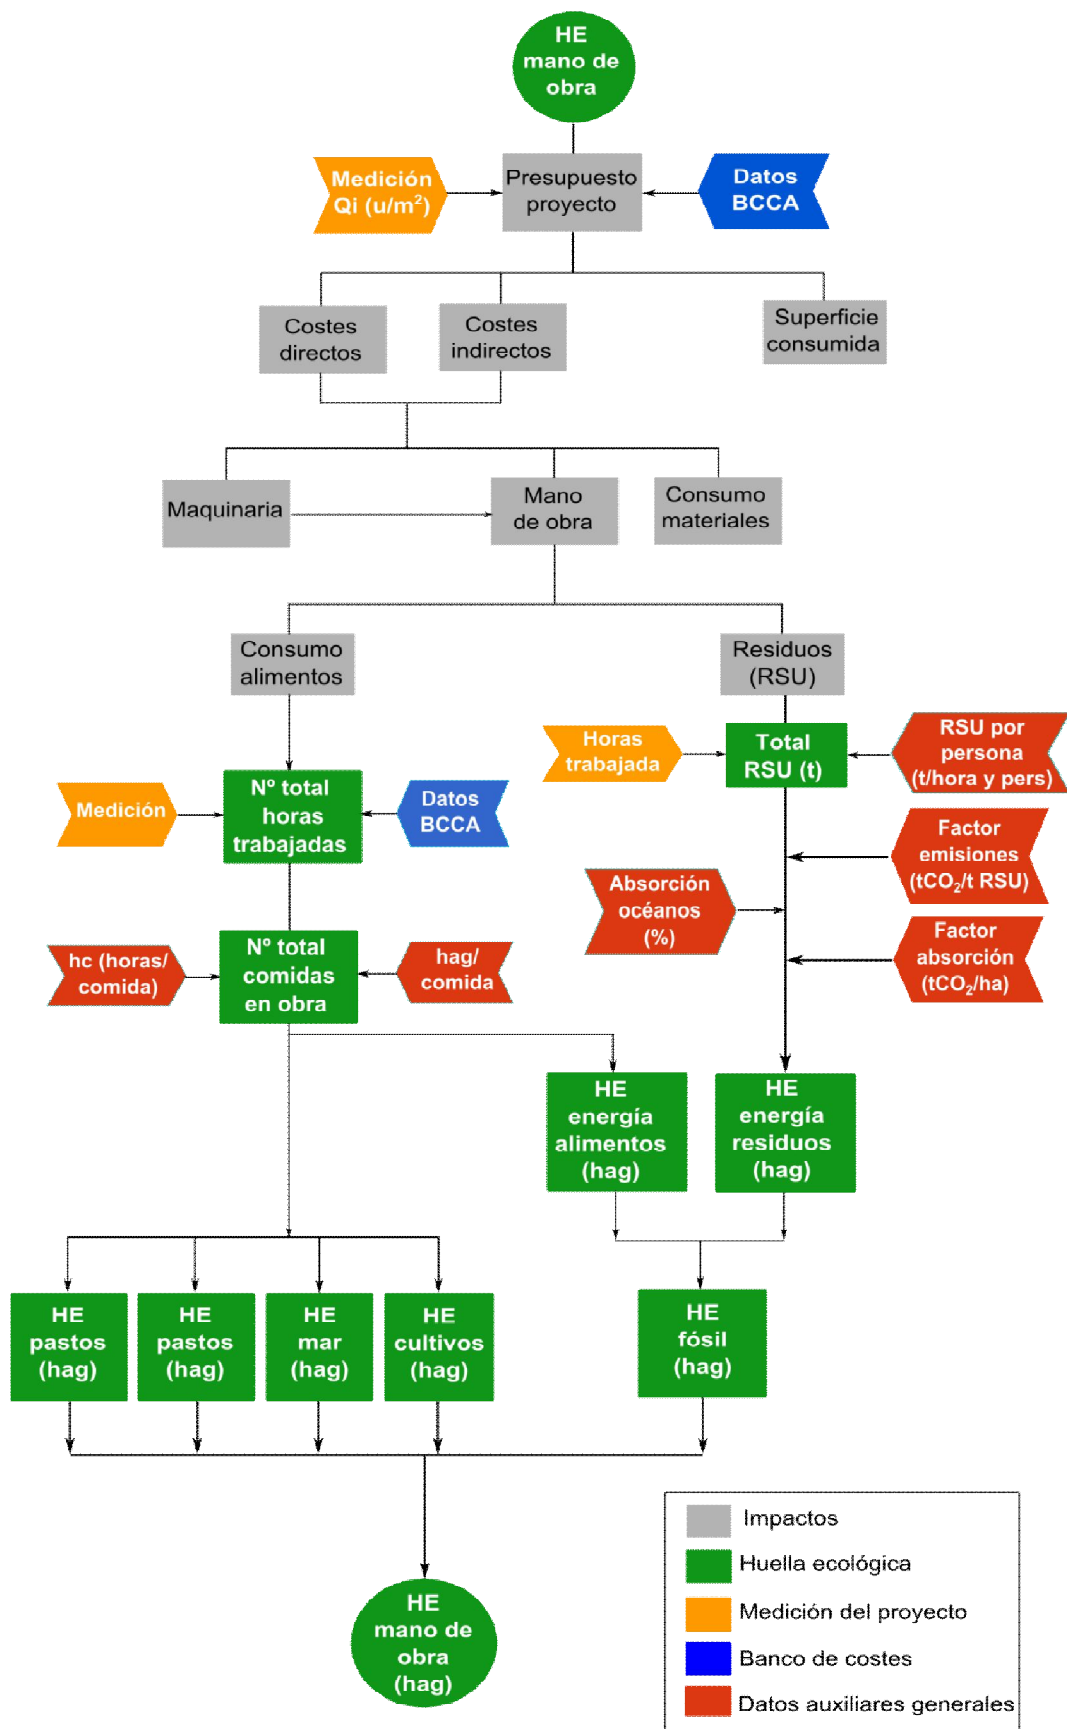 HE
mano de
obra
Medición
Qi (u/m²)
Presupuesto
proyecto
Datos
BCCA
Costes
directos
Costes
indirectos
Superficie
consumida
Maquinaria
Mano
de obra
Consumo
materiales
Consumo
alimentos
Residuos
(RSU)
Horas
trabajada
Total
RSU (t)
RSU por
persona
(t/hora y pers)
Medición
Nº total
horas
trabajadas
Datos
BCCA
Factor
emisiones
(tCO₂/t RSU)
Absorción
océanos
(%)
Factor
absorción
(tCO₂/ha)
hc (horas/
comida)
Nº total
comidas
en obra
hag/
comida
HE
energía
alimentos
(hag)
HE
energía
residuos
(hag)
HE
pastos
(hag)
HE
pastos
(hag)
HE
mar
(hag)
HE
cultivos
(hag)
HE
fósil
(hag)
HE
mano de
obra
(hag)
Impactos
Huella ecológica
Medición del proyecto
Banco de costes
Datos auxiliares generales